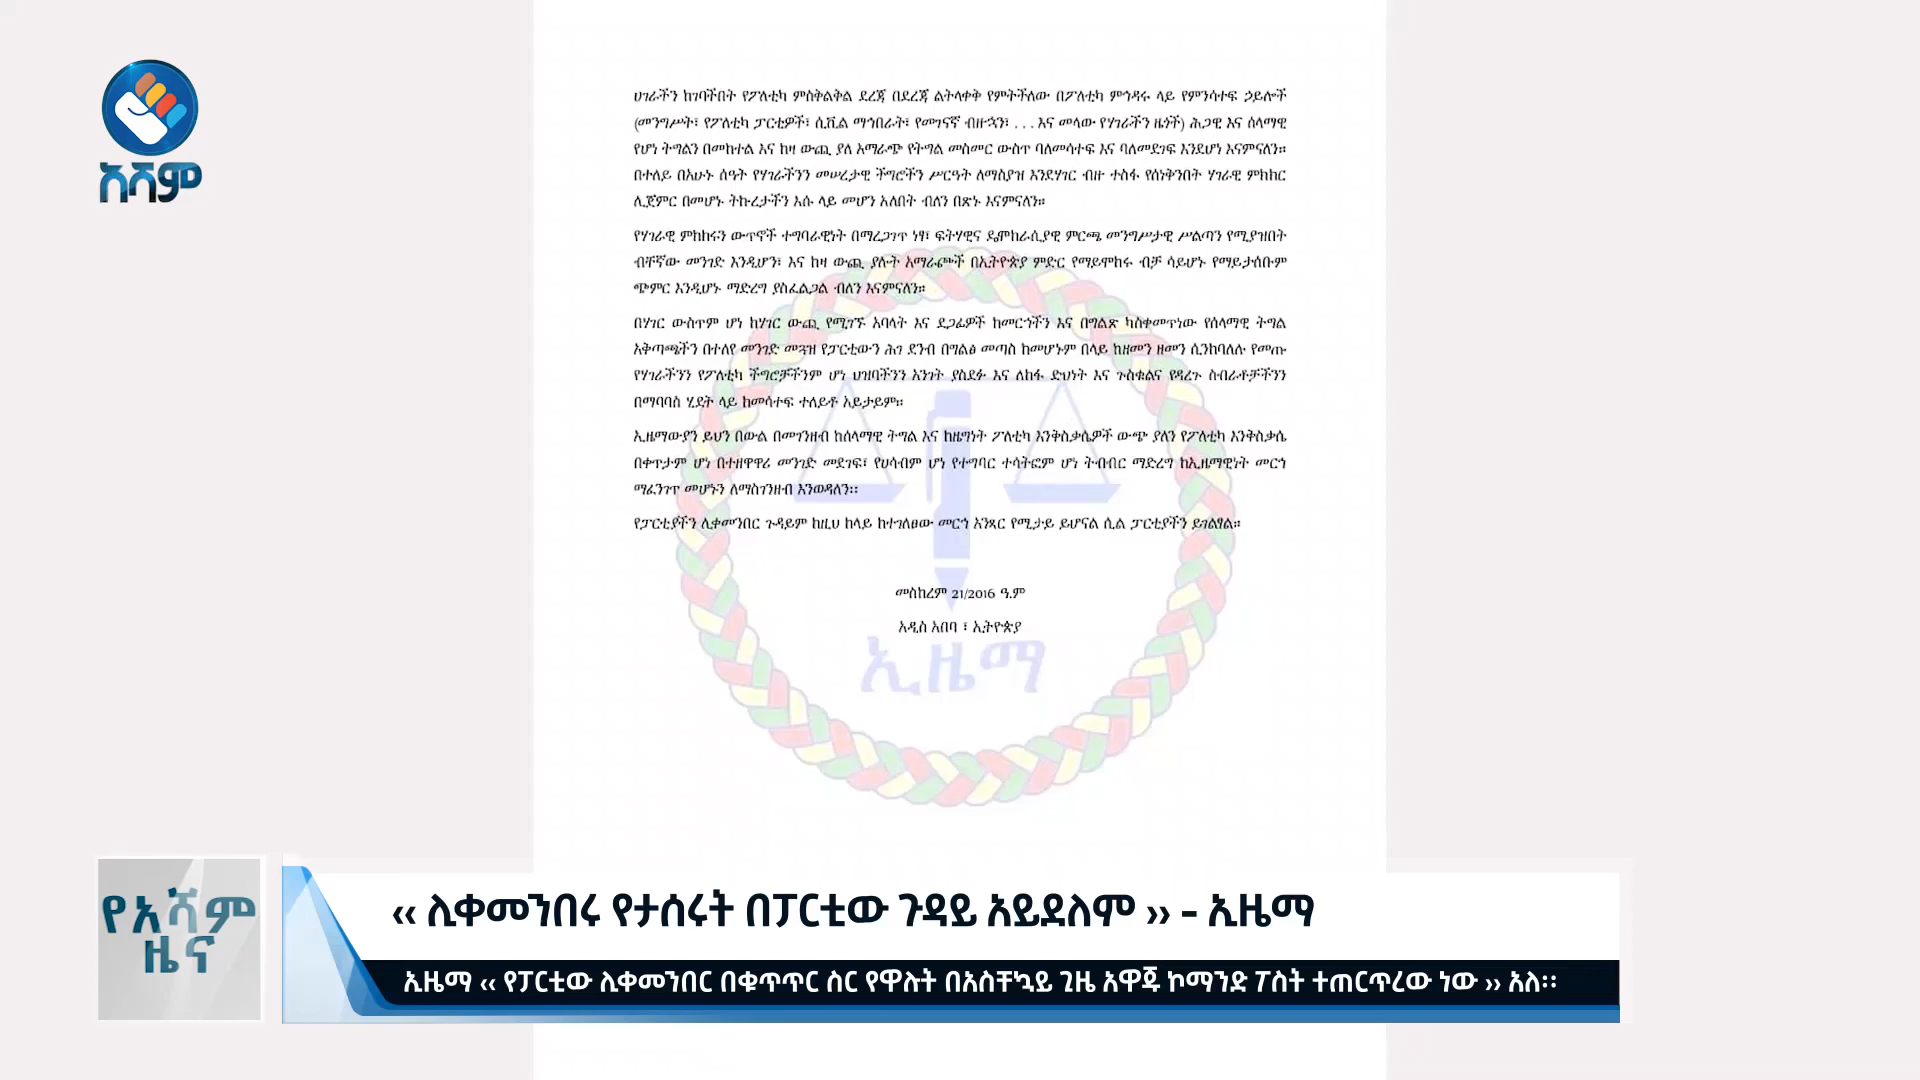 አሻም
ሀገራችን ከገባችበት የፖለቲካ ምስቅልቅል ደረጃ በደረጃ ልትላቀቅ የምትችለው በፖለቲካ ምኅዳሩ ላይ የምንሳተፍ ኃይሎች
(መንግሥት፣ የፖለቲካ ፓርቲዎች፣ ሲቪል ማኅበራት፣ የመገናኛ ብዙኋን፣ . . . እና መላው የሃገራችን ዜጎች) ሕጋዊ እና ሰላማዊ
የሆነ ትግልን በመከተል እና ከዛ ውጪ ያለ አማራጭ የትግል መስመር ውስጥ ባለመሳተፍ እና ባለመደገፍ እንደሆነ እናምናለን።
በተለይ በአሁኑ ሰዓት የሃገራችንን መሠረታዊ ችግሮችን ሥርዓት ለማስያዝ እንደሃገር ብዙ ተስፋ የሰነቅንበት ሃገራዊ ምክክር
ሊጀምር በመሆኑ ትኩረታችን እሱ ላይ መሆን አለበት ብለን በጽኑ እናምናለን።
የሃገራዊ ምክክሩን ውጥኖች ተግባራዊነት በማረጋገጥ ነፃ፣ ፍትሃዊና ዴምክራሲያዊ ምርጫ መንግሥታዊ ሥልጣን የሚያዝበት
ብቸኛው መንገድ እንዲሆን፣ እና ከዛ ውጪ ያሉት አማራጮች በኢትዮጵያ ምድር የማይሞከሩ ብቻ ሳይሆኑ የማይታሰቡም
ጭምር እንዲሆኑ ማድረግ ያስፈልጋል ብለን እናምናለን።
በሃገር ውስጥም ሆነ ከሃገር ውጪ የሚገኙ አባላት እና ደጋፊዎች ከመርኅችን እና በግልጽ ካስቀመጥነው የሰላማዊ ትግል
አቅጣጫችን በተለየ መንገድ መጓዝ የፓርቲውን ሕገ ደንብ በግልፅ መጣስ ከመሆኑም በላይ ከዘመን ዘመን ሲንከባለሉ የመጡ
የሃገራችንን የፖለቲካ ችግሮቻችንም ሆነ ህዝባችንን አንገት ያስደፉ እና ለከፋ ድህነት እና ጉስቁልና የዳረጉ ስብራቶቻችንን
በማባባስ ሂደት ላይ ከመሳተፍ ተለይቶ አይታይም።
ኢዜማውያን ይህን በውል በመገንዘብ ከሰላማዊ ትግል እና ከዜግነት ፖለቲካ እንቅስቃሴዎች ውጭ ያለን የፖለቲካ እንቅስቃሴ
በቀጥታም ሆነ በተዘዋዋሪ መንገድ መደገፍ፣ የሀሳብም ሆነ የተግባር ተሳትፎም ሆነ ትብብር ማድረግ ከኢዜማዊነት መርኅ
ማፈንገጥ መሆኑን ለማስገንዘብ እንወዳለን፡፡
የፓርቲያችን ሊቀመንበር ጉዳይም ከዚህ ከላይ ከተገለፀው መርኅ አንጻር የሚታይ ይሆናል ሲል ፓርቲያችን ይገልፃል።
መስከረም 21/2016 ዓ.ም
አዲስ አበባ ፣ ኢትዮጵያ
ኢዜማ
የአሻም
ዜና
‹‹ ሊቀመንበሩ የታሰሩት በፓርቲው ጉዳይ አይደለም ›› - ኢዜማ
ኢዜማ ‹‹ የፓርቲው ሊቀመንበር በቁጥጥር ስር የዋሉት በአስቸኳይ ጊዜ አዋጁ ኮማንድ ፖስት ተጠርጥረው ነው ›› አለ፡፡